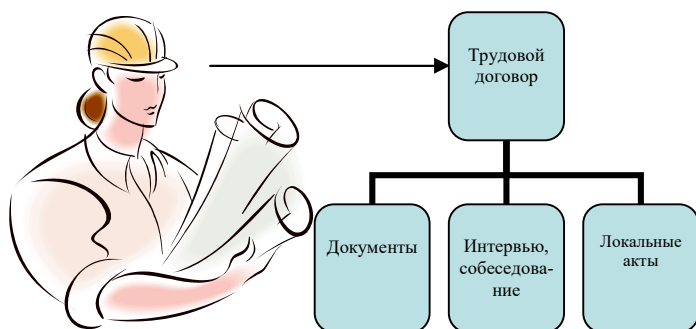 Трудовой
договор
Документы
Интервью,
собеседова-
ние
Локальные
акты